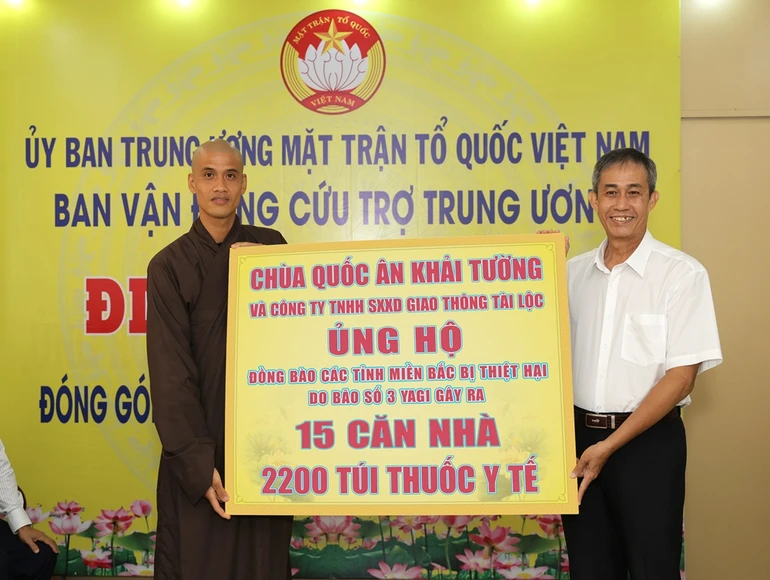 MẶT TRẬN TỔ QUỐC
VIỆT NAM
ỦY BAN TRUNG ƯƠNG MẶT TRẬN TỔ QUỐC VIỆT NAM
BAN VẬN CỨU TRỢ TRUNG
ĐÓNG
CHÙA QUỐC ÂN KHẢI TƯỜNG
VÀ CÔNG TY TNHH SXXD GIAO THÔNG TÀI LỘC
ỦNG HỘ
ĐỒNG BÀO CÁC TỈNH MIỀN BẮC BỊ THIỆT HẠI
DO BÃO SỐ 3 YAGI GÂY RA
15 CĂN NHÀ
2200 TÚI THUỐC Y TẾ